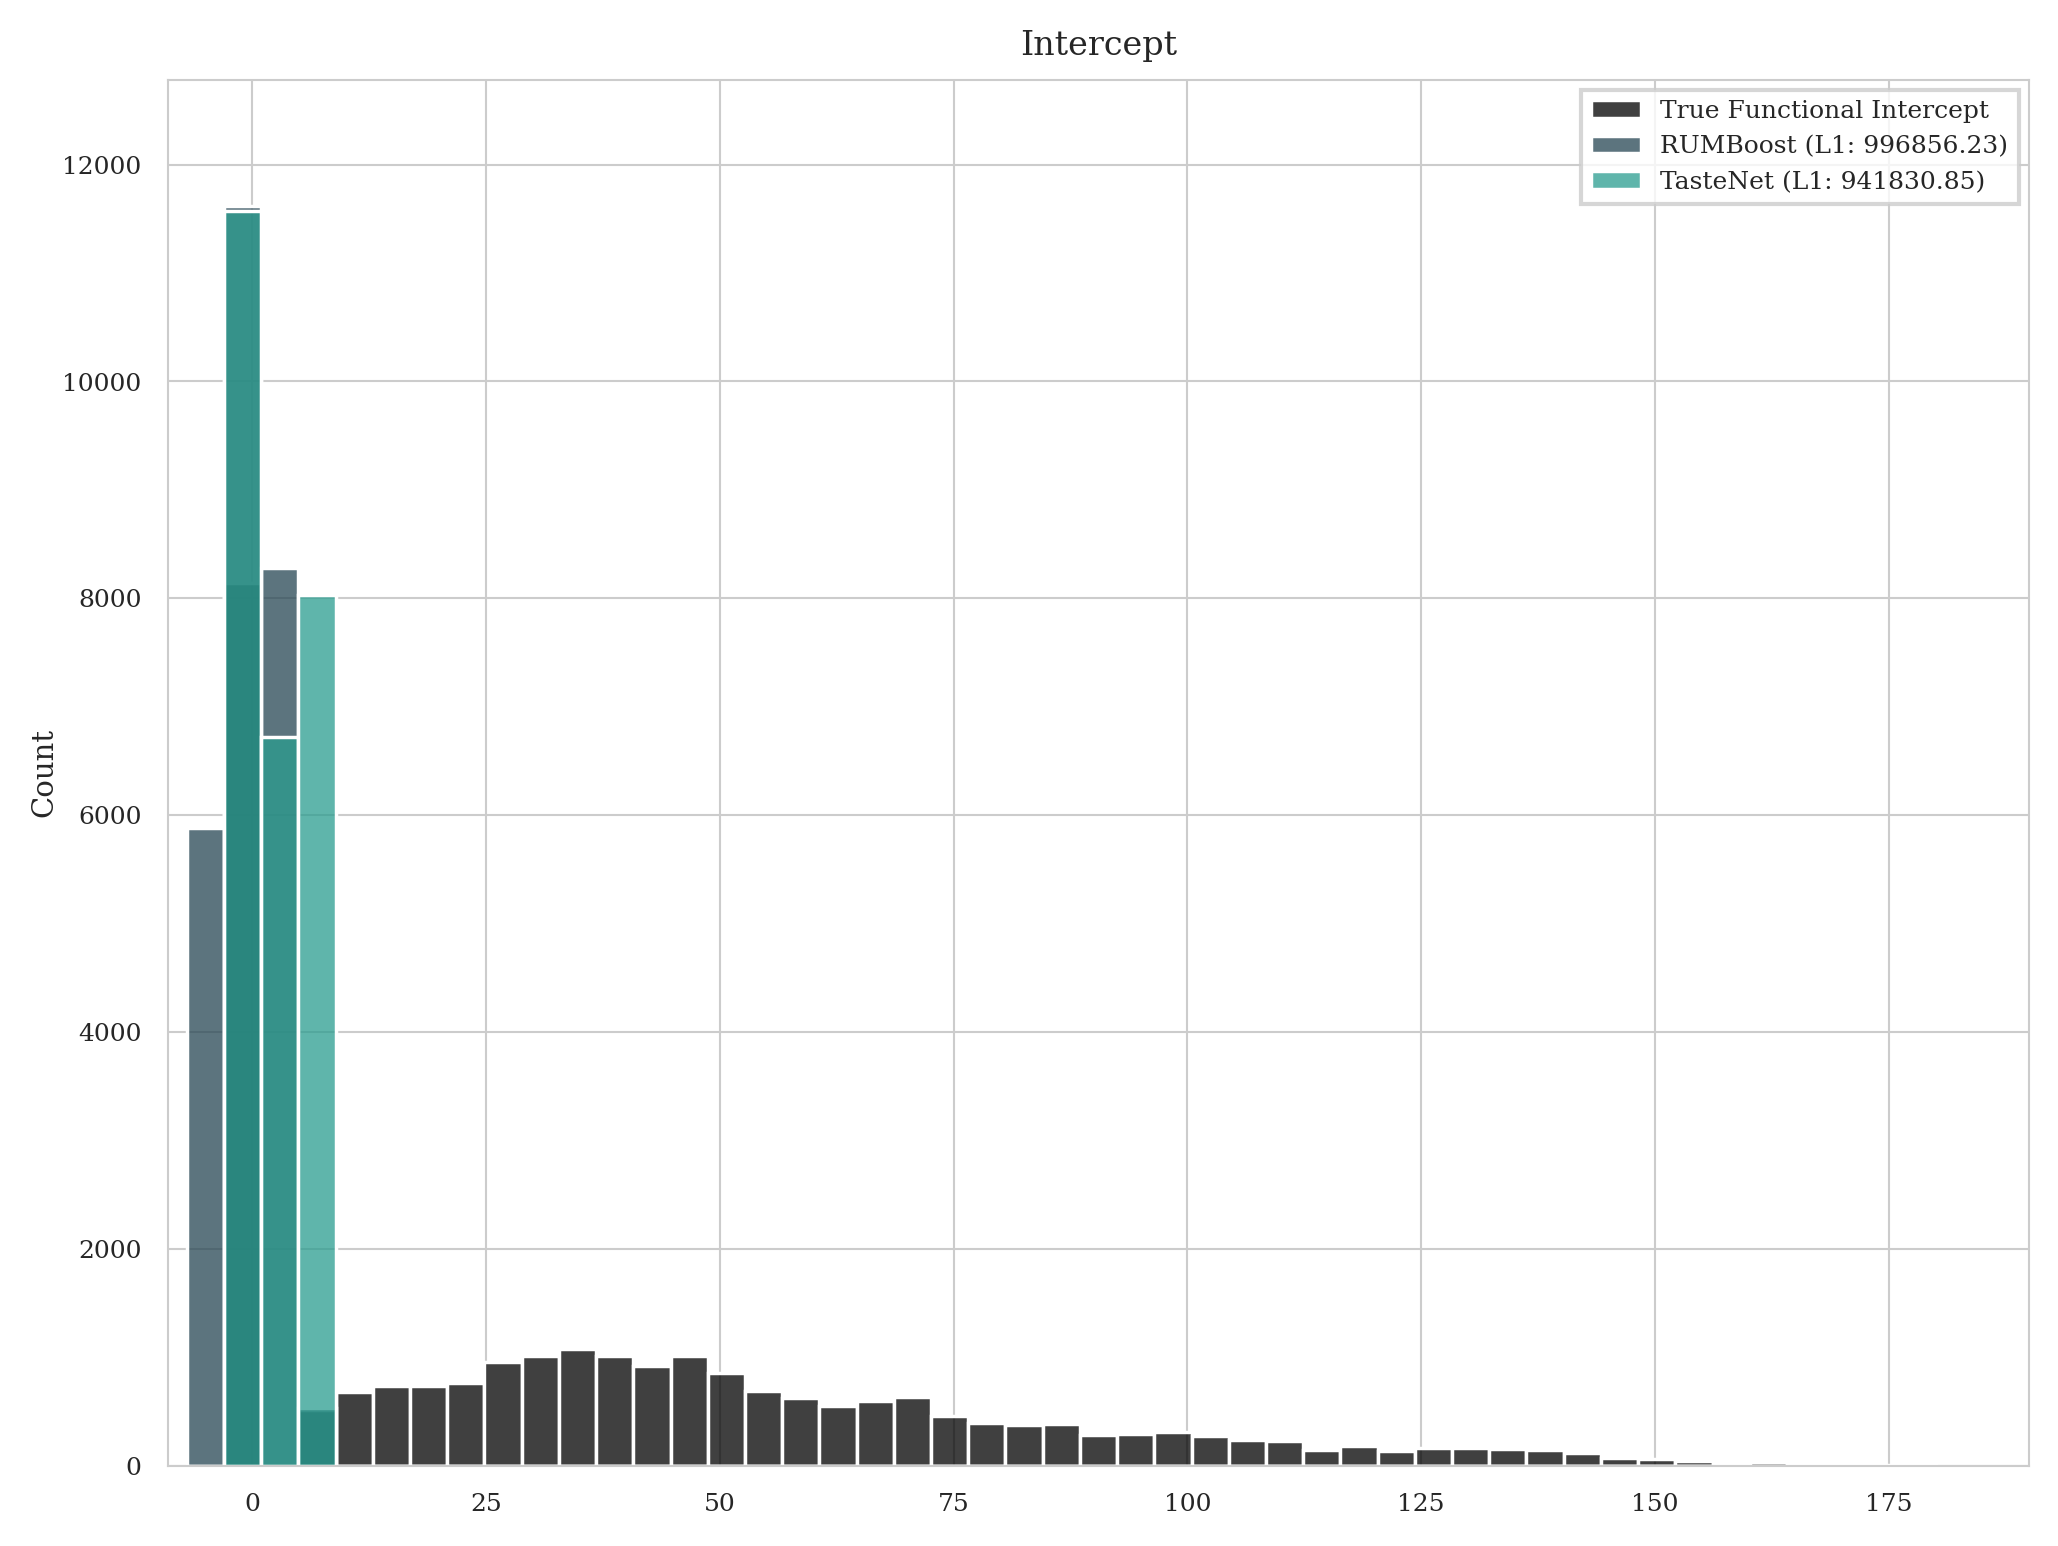 Intercept
True Functional Intercept
RUMBoost (L1: 996856.23)
TasteNet (L1: 941830.85)
12000
10000
8000
6000
4000
2000
0
Count
0 25 50 75 100 125 150 175